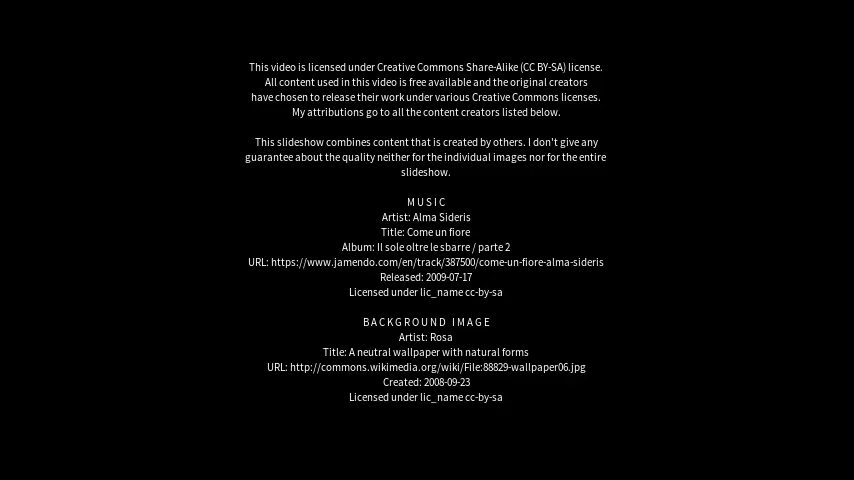 This video is licensed under Creative Commons Share-Alike (CC BY-SA) license.
All content used in this video is free available and the original creators
have chosen to release their work under various Creative Commons licenses.
My attributions go to all the content creators listed below.
This slideshow combines content that is created by others. I don't give any
guarantee about the quality neither for the individual images nor for the entire
slideshow.
MUSIC
Artist: Alma Sideris
Title: Come un fiore
Album: Il sole oltre le sbarre / parte 2
URL: https://www.jamendo.com/en/track/387500/come-un-fiore-alma-sideris
Released: 2009-07-17
Licensed under lic_name cc-by-sa
BACKGROUND IMAGE
Artist: Rosa
Title: A neutral wallpaper with natural forms
URL: http://commons.wikimedia.org/wiki/File:88829-wallpaper06.jpg
Created: 2008-09-23
Licensed under lic_name cc-by-sa